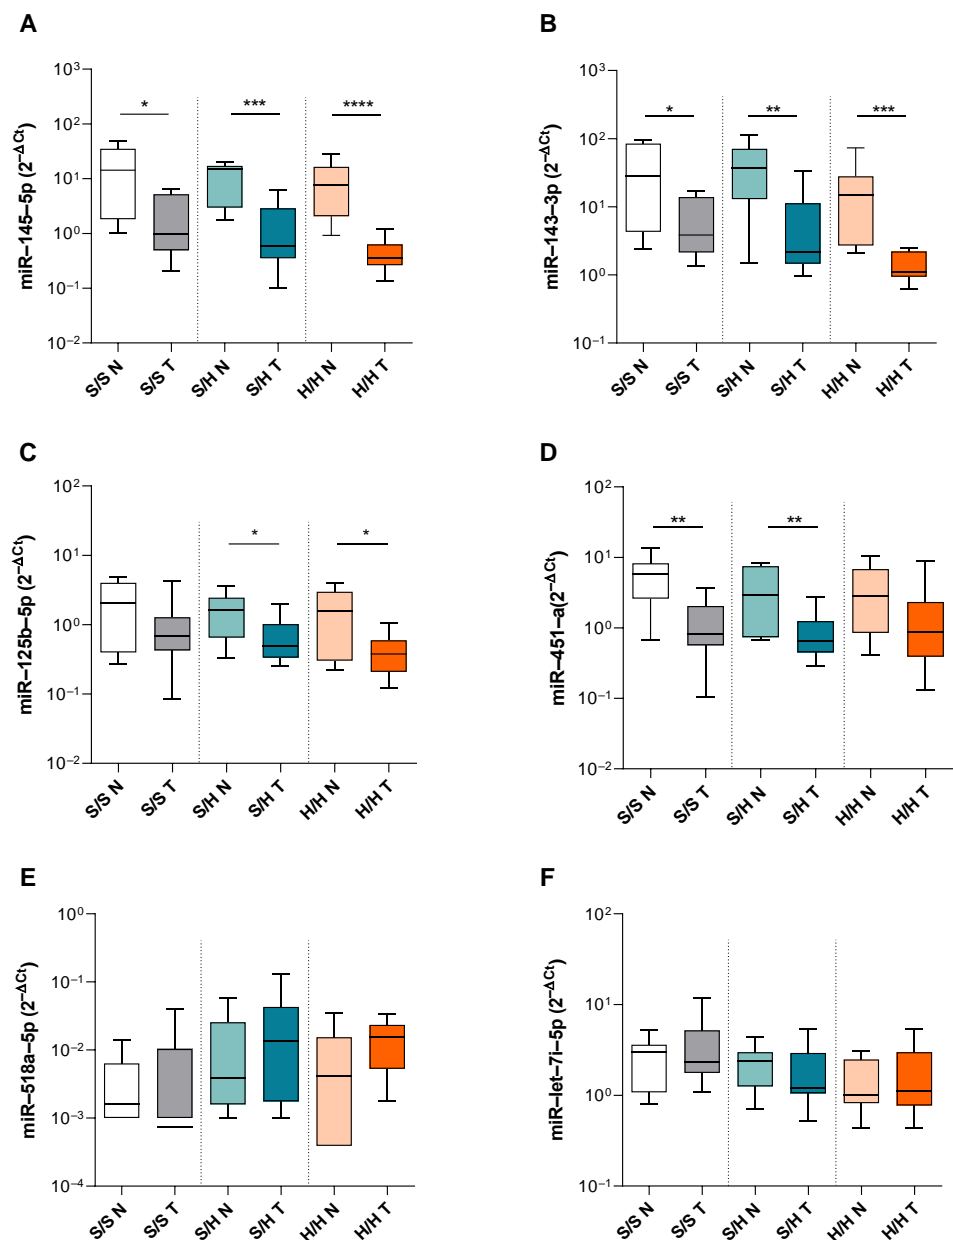 A
miR–145–5p (2⁻ΔCt)
10³
10²
10¹
10⁰
10⁻¹
10⁻²
* *** ****
S/S N S/S T S/H N S/H T H/H N H/H T
B
miR–143–3p (2⁻ΔCt)
10³
10²
10¹
10⁰
10⁻¹
* ** ***
S/S N S/S T S/H N S/H T H/H N H/H T
C
miR–125b–5p (2⁻ΔCt)
10²
10¹
10⁰
10⁻¹
10⁻²
* *
S/S N S/S T S/H N S/H T H/H N H/H T
D
miR–451–a(2⁻ΔCt)
10²
10¹
10⁰
10⁻¹
10⁻²
** **
S/S N S/S T S/H N S/H T H/H N H/H T
E
miR–518a–5p (2⁻ΔCt)
10⁰
10⁻¹
10⁻²
10⁻³
10⁻⁴
S/S N S/S T S/H N S/H T H/H N H/H T
F
miR–let–7i–5p (2⁻ΔCt)
10²
10¹
10⁰
10⁻¹
S/S N S/S T S/H N S/H T H/H N H/H T